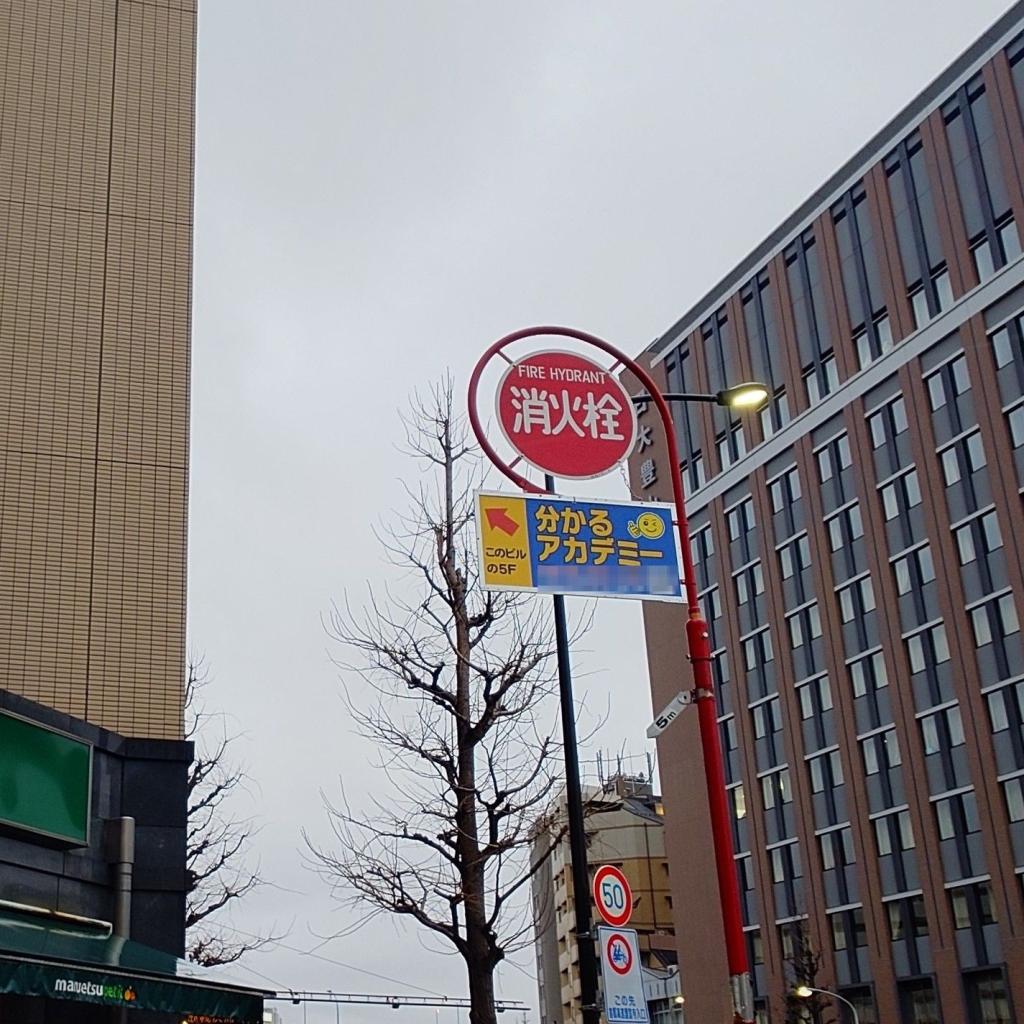 FIRE HYDRANT
消火栓
分かる
アカデミー
このビル
の5F
5m
50
この先
maruetsu petit